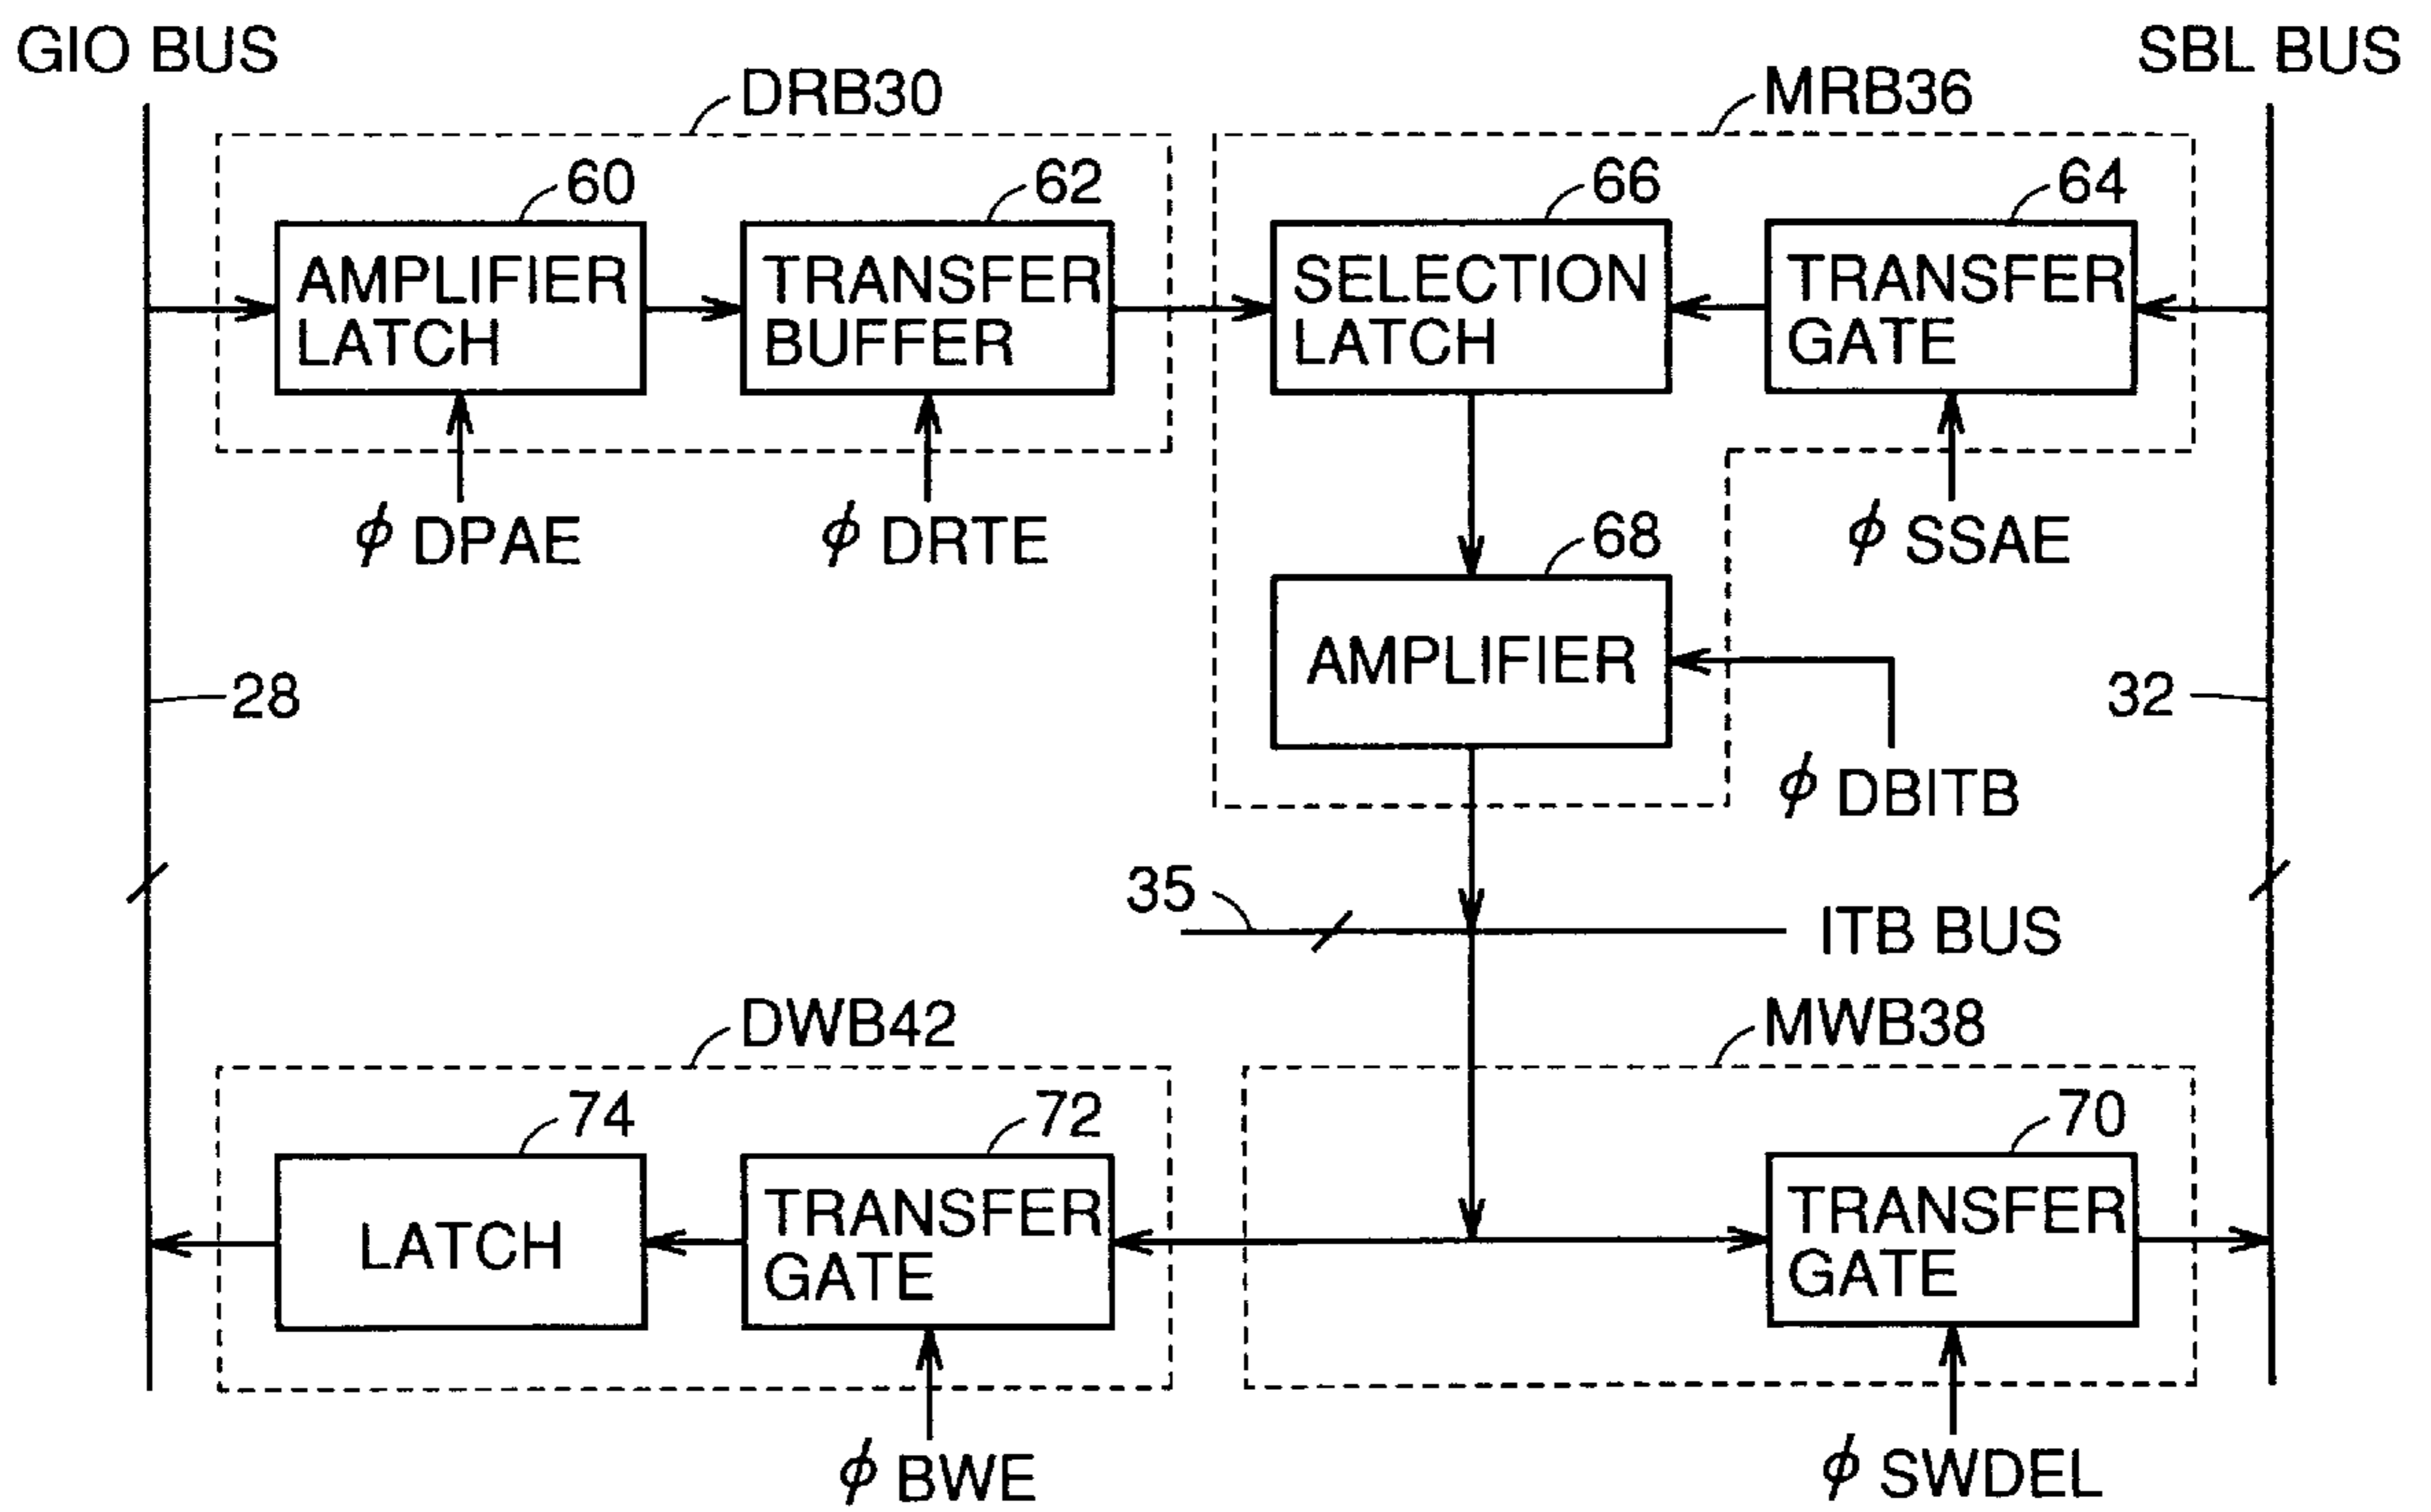 GIO BUS
SBL BUS
DRB30
MRB36
60
62
66
64
AMPLIFIER
LATCH
TRANSFER
BUFFER
SELECTION
LATCH
TRANSFER
GATE
ϕ DPAE
ϕ DRTE
ϕ SSAE
68
AMPLIFIER
28
32
ϕ DBITB
35
ITB BUS
DWB42
MWB38
74
72
70
LATCH
TRANSFER
GATE
TRANSFER
GATE
ϕ BWE
ϕ SWDEL